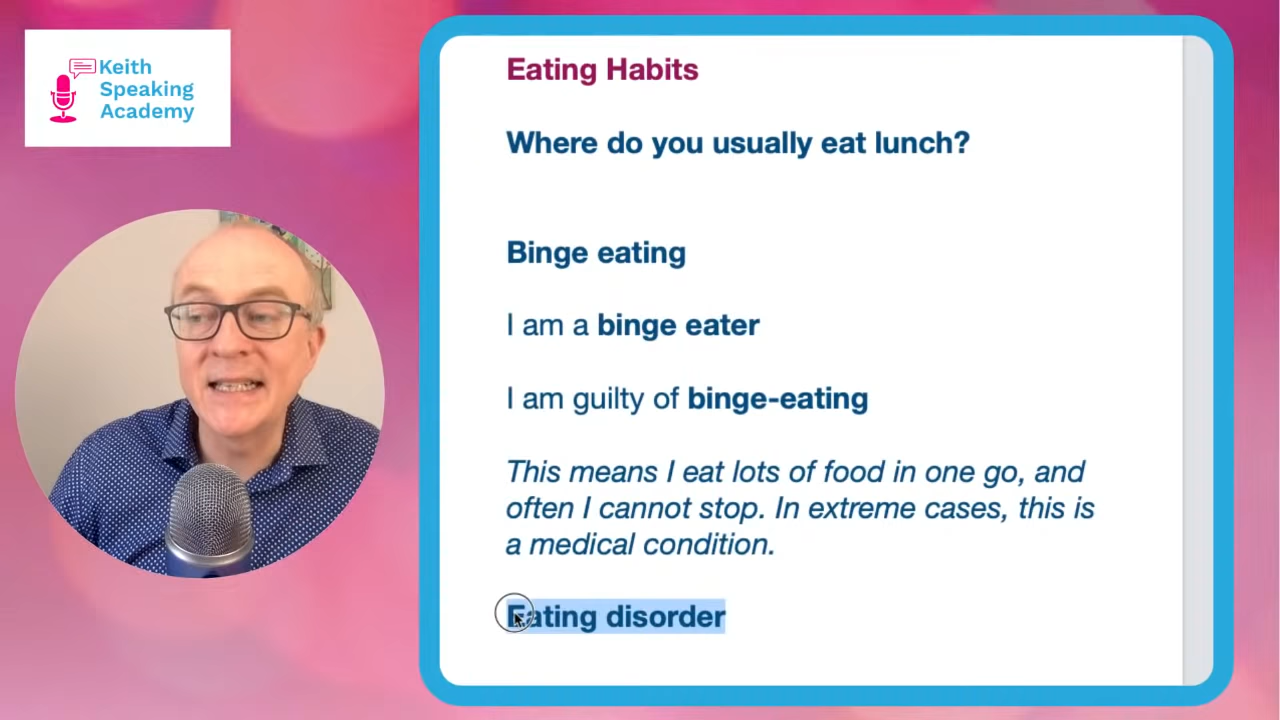 Keith
Speaking
Academy
Eating Habits
Where do you usually eat lunch?
Binge eating
I am a binge eater
I am guilty of binge-eating
This means I eat lots of food in one go, and
often I cannot stop. In extreme cases, this is
a medical condition.
Eating disorder